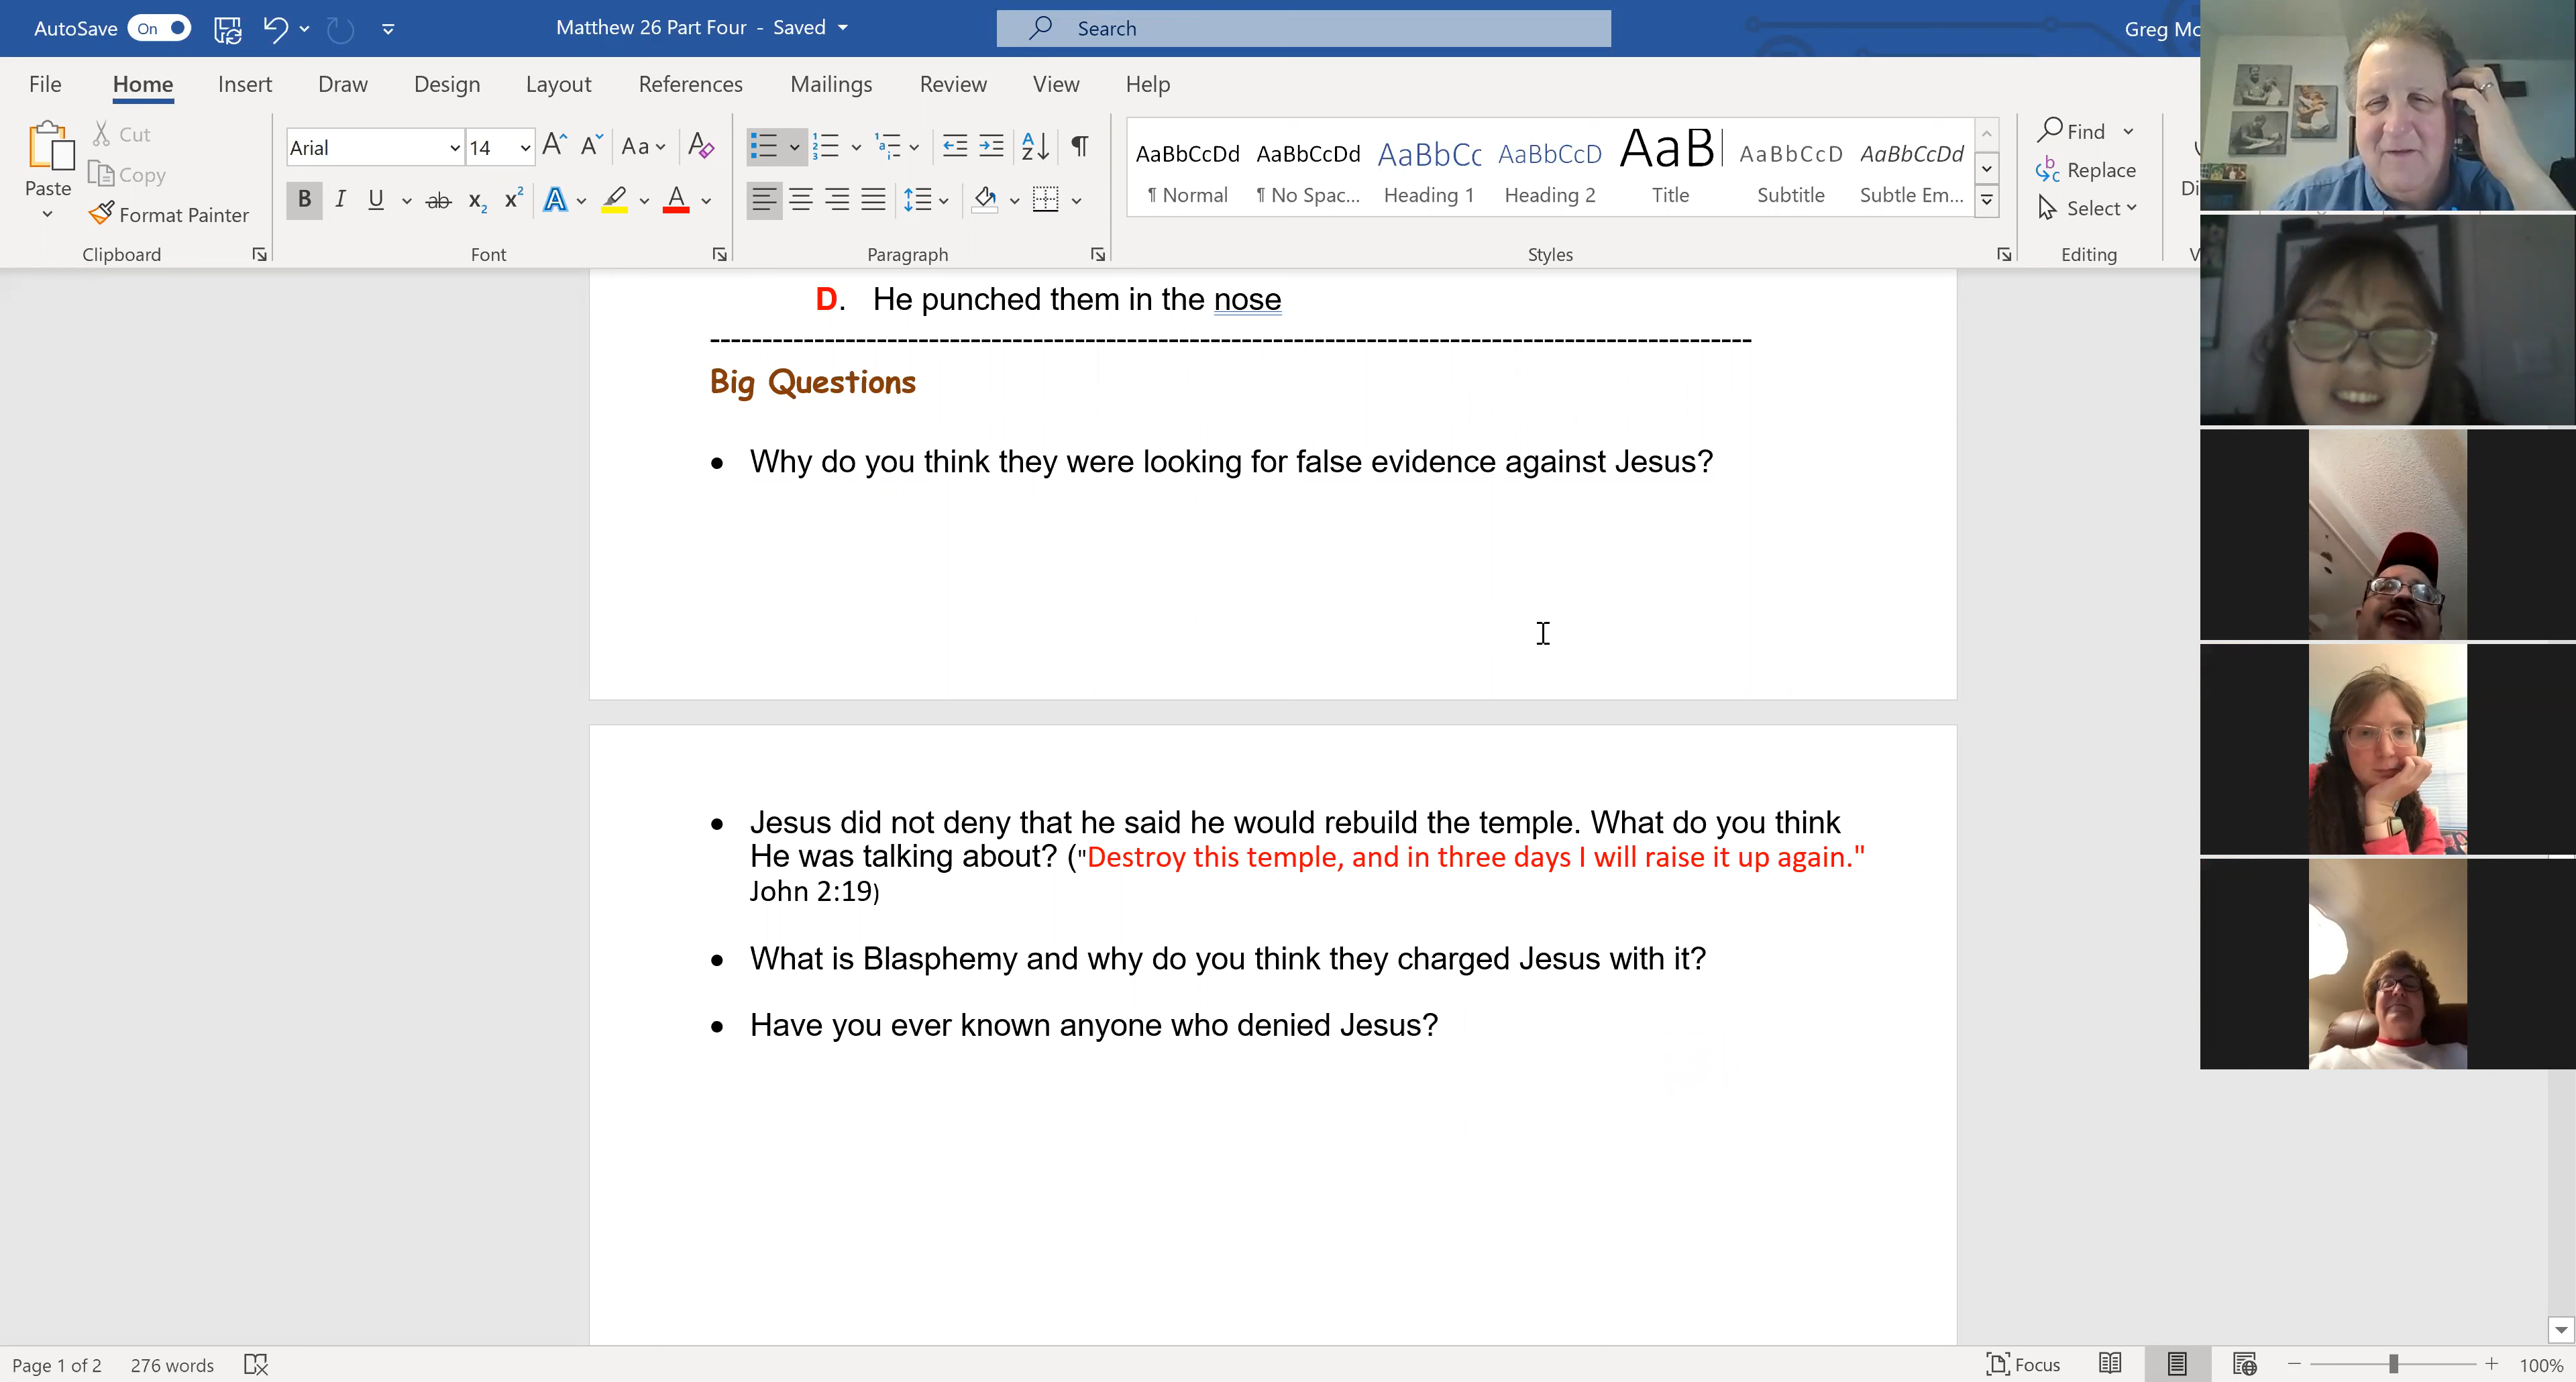 AutoSave On Matthew 26 Part Four - Saved Search Greg Mc
File Home Insert Draw Design Layout References Mailings Review View Help
Paste
Cut
Copy
Format Painter
Clipboard
Arial 14 Aa
B I U ab x2 x2 A A
Font
Paragraph
AaBbCcDd AaBbCcDd AaBbCc AaBbCcD AaB AaBbCcD AaBbCcDd
¶ Normal ¶ No Spac... Heading 1 Heading 2 Title Subtitle Subtle Em...
Styles
Find
Replace
Select
Editing
Di
V
D. He punched them in the nose
Big Questions
• Why do you think they were looking for false evidence against Jesus?
• Jesus did not deny that he said he would rebuild the temple. What do you think
He was talking about? ("Destroy this temple, and in three days I will raise it up again."
John 2:19)
• What is Blasphemy and why do you think they charged Jesus with it?
• Have you ever known anyone who denied Jesus?
Page 1 of 2 276 words Focus 100%